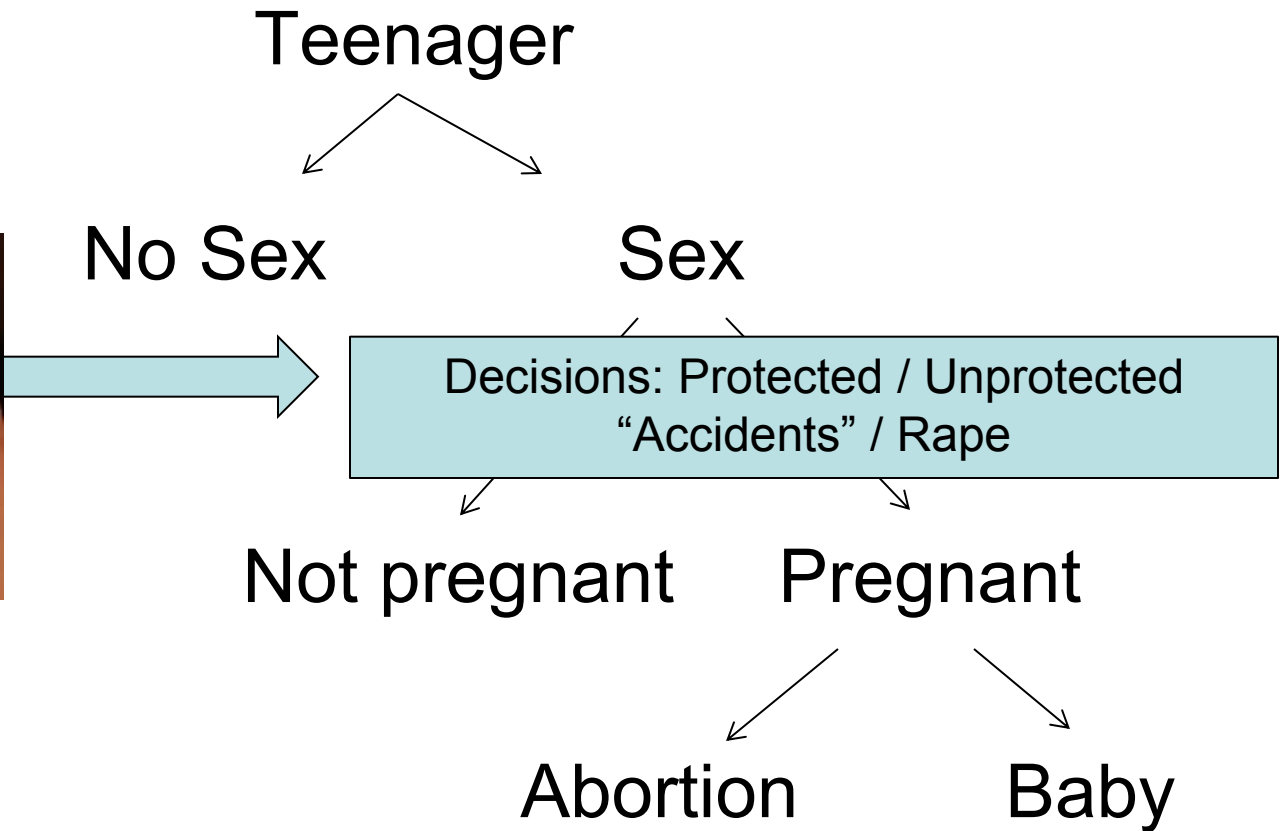 Teenager
No Sex Sex
Decisions: Protected / Unprotected
“Accidents” / Rape
Not pregnant Pregnant
Abortion Baby